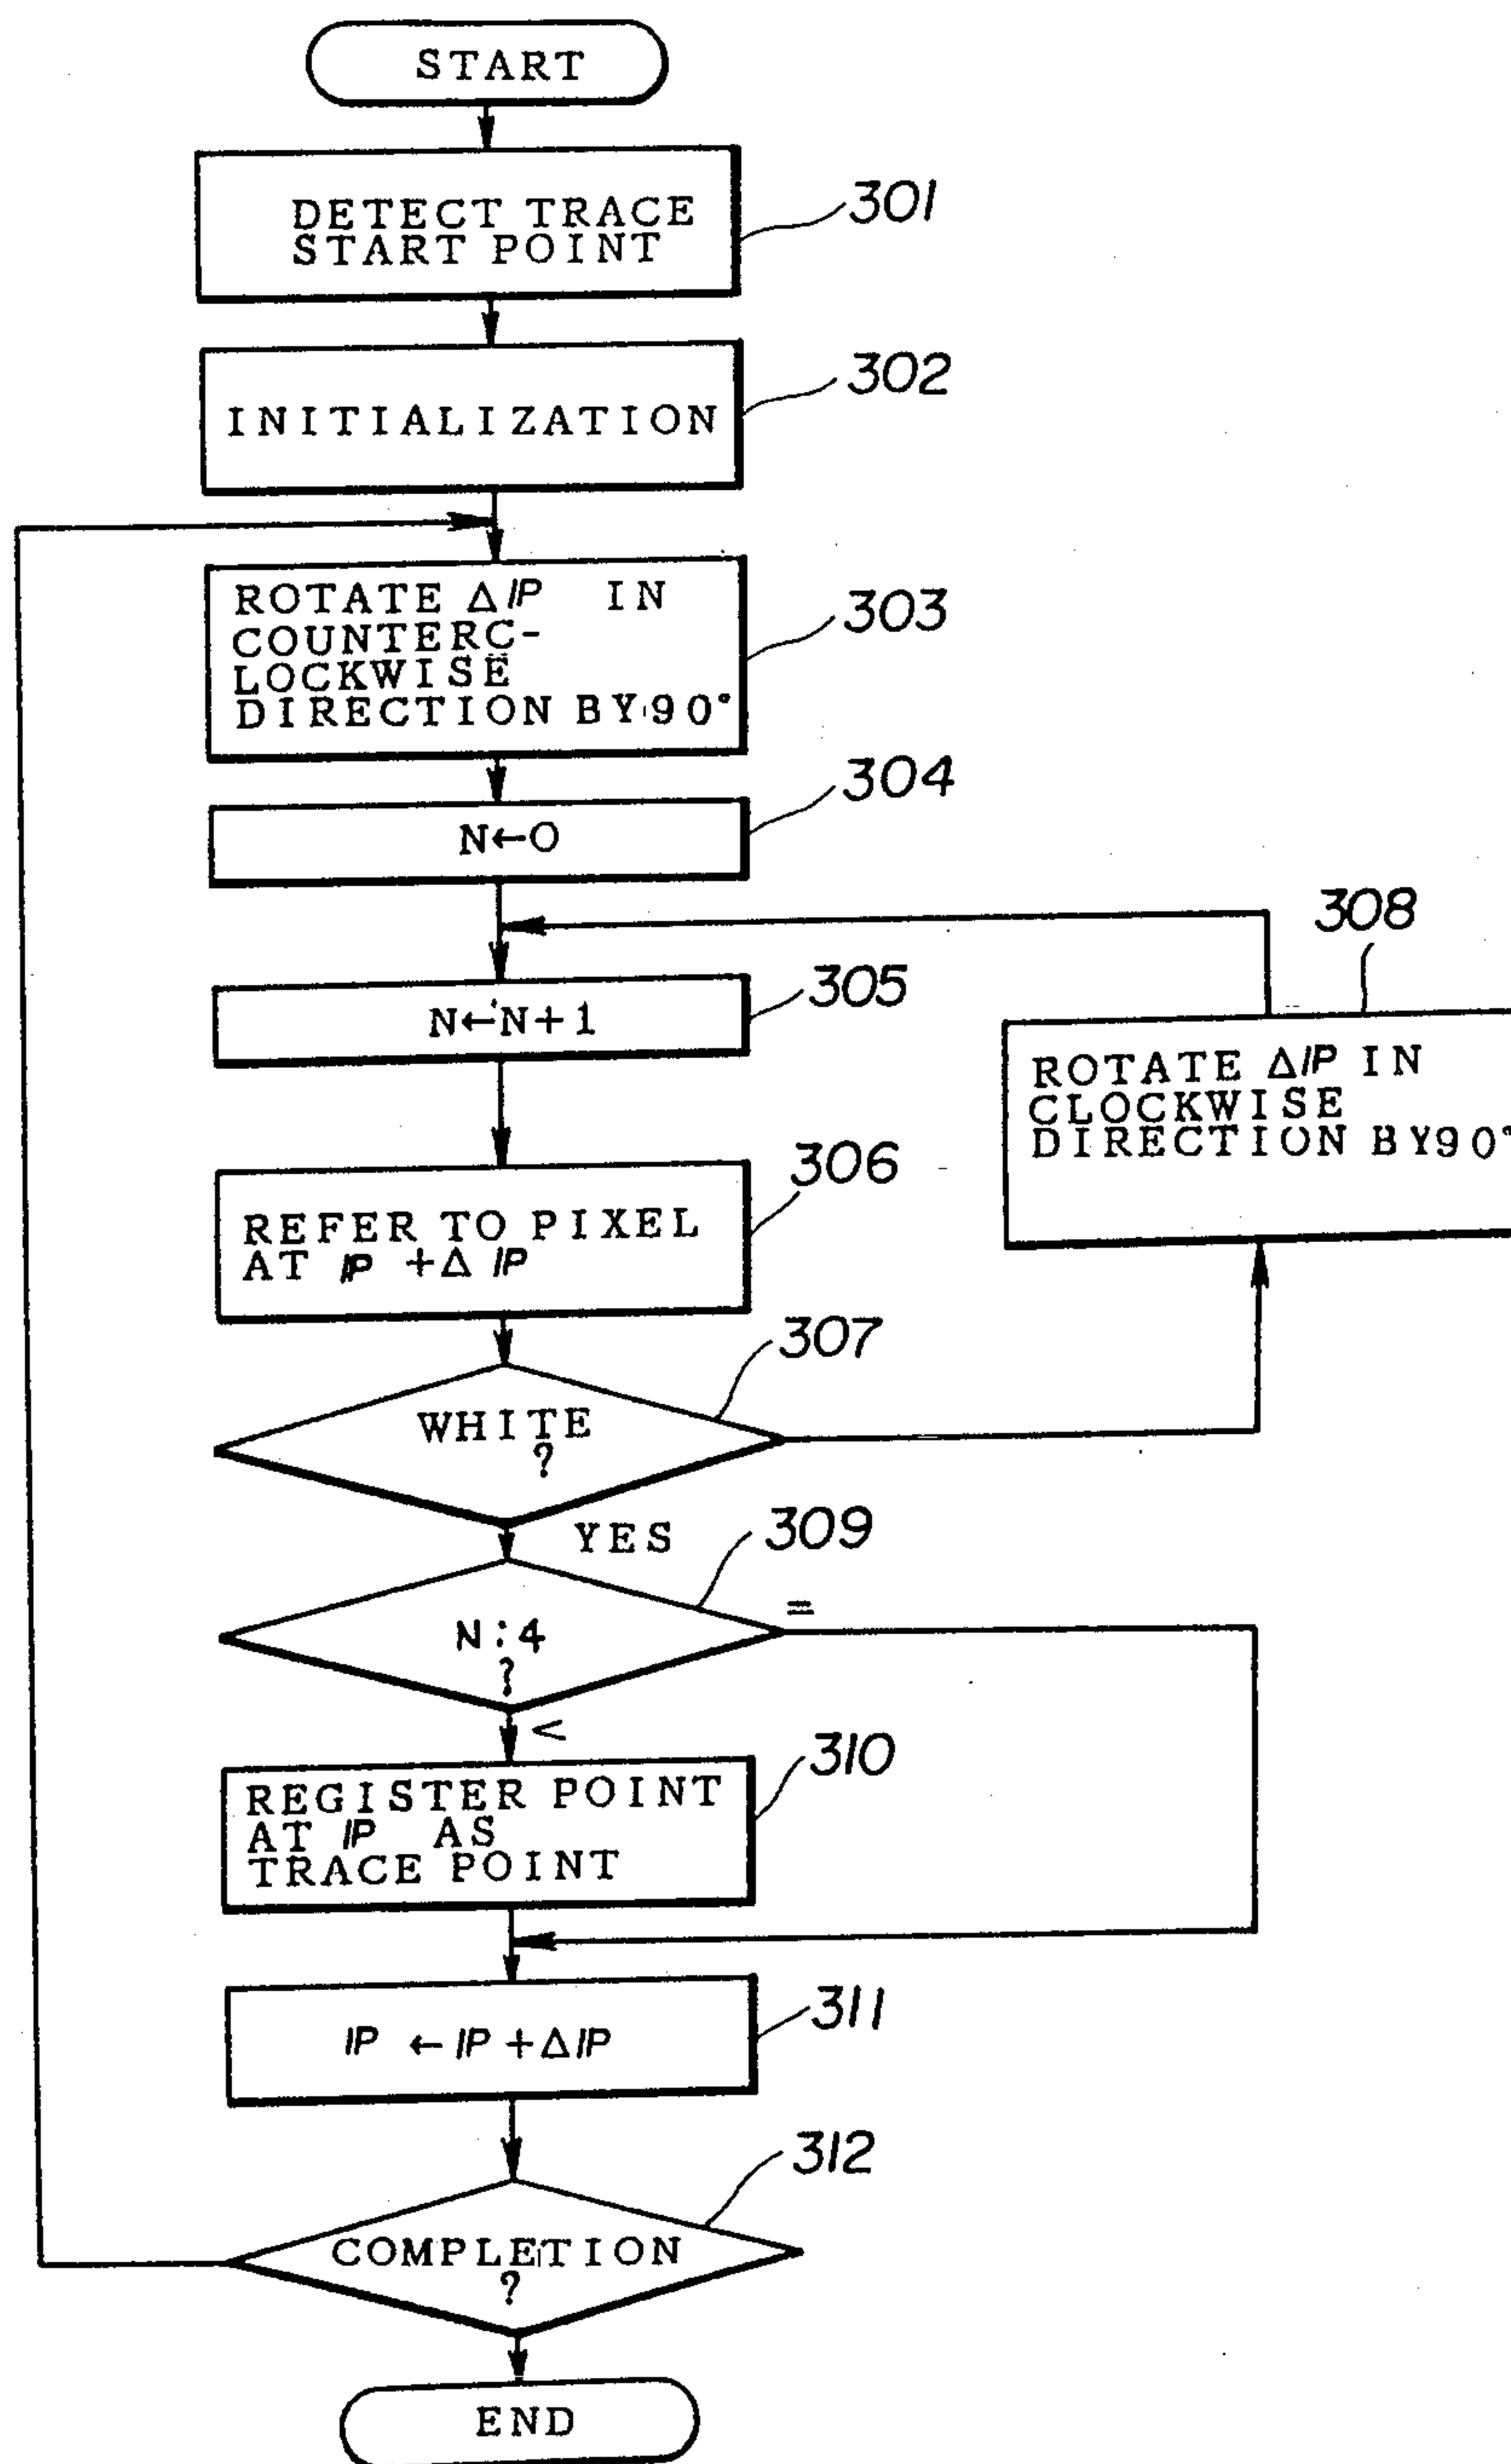 START
DETECT TRACE
START POINT
301
INITIALIZATION
302
ROTATE ΔIP IN
COUNTERC-
LOCKWISE
DIRECTION BY 90°
303
N←0
304
N←N+1
305
308
ROTATE ΔIP IN
CLOCKWISE
DIRECTION BY90°
REFER TO PIXEL
AT IP +Δ IP
306
WHITE
?
307
YES
N:4
?
309
=
<
REGISTER POINT
AT IP AS
TRACE POINT
310
IP ← IP+ΔIP
311
COMPLETION
?
312
END